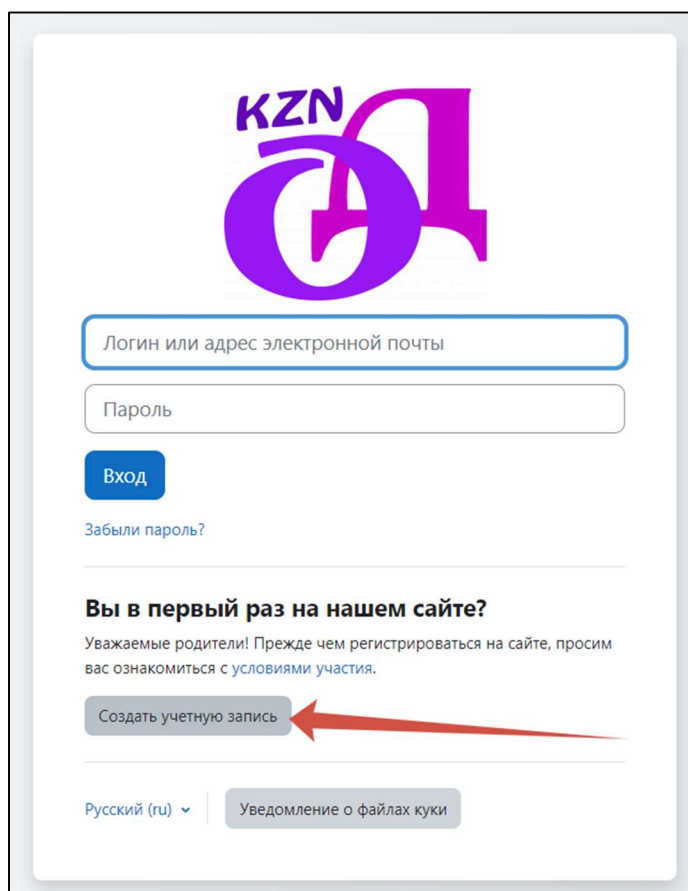 KZN
ДО
Логин или адрес электронной почты
Пароль
Вход
Забыли пароль?
Вы в первый раз на нашем сайте?
Уважаемые родители! Прежде чем регистрироваться на сайте, просим
вас ознакомиться с условиями участия.
Создать учетную запись
Русский (ru)
Уведомление о файлах куки